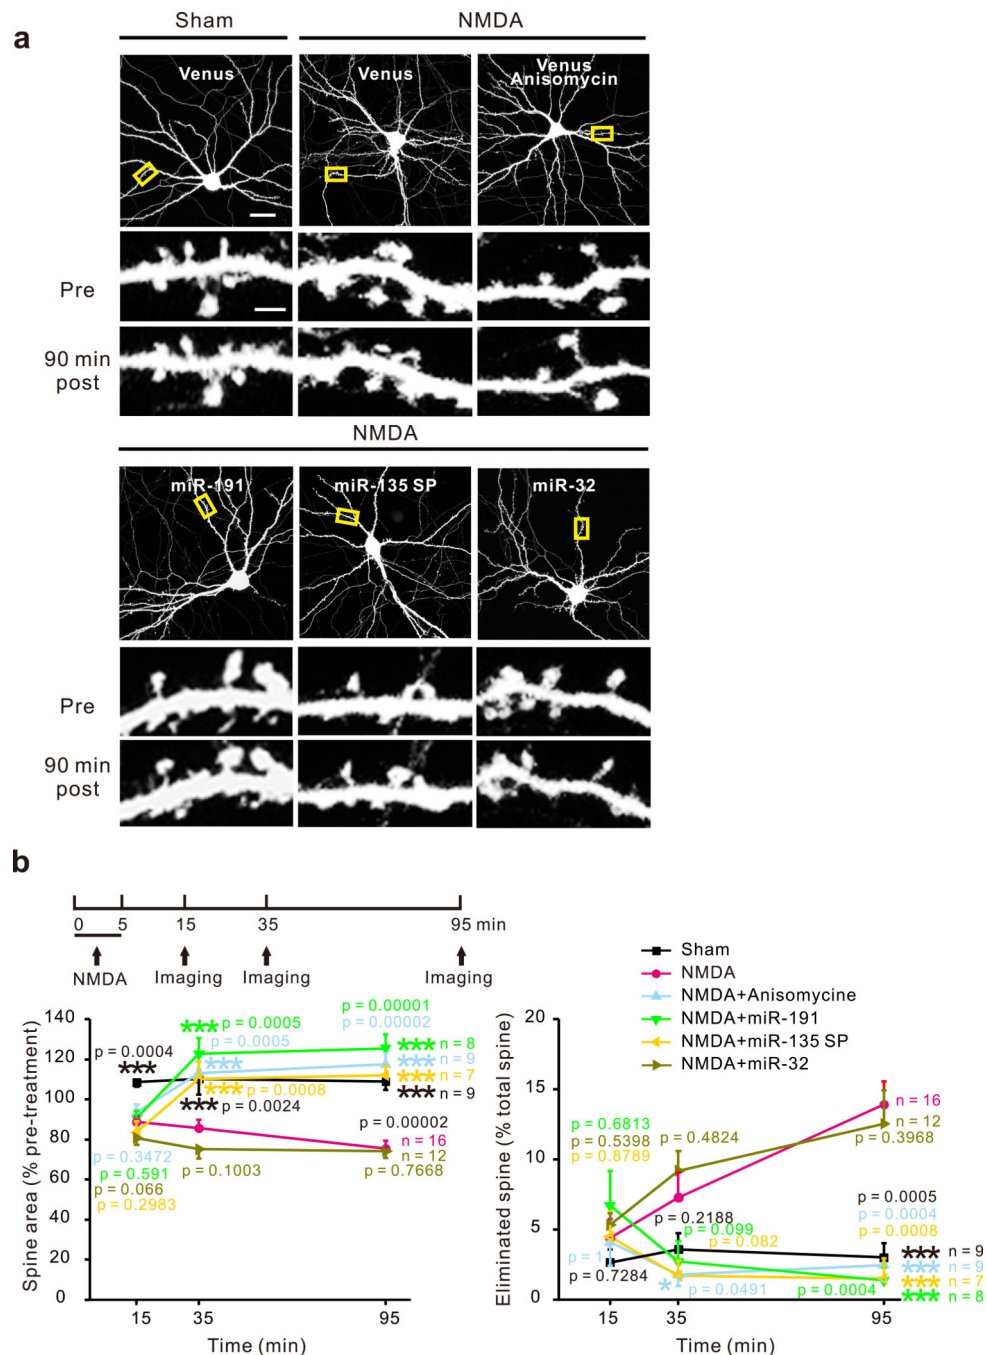 a
Sham
NMDA
Venus
Venus
Venus
Anisomycin
Pre
90 min
post
NMDA
miR-191
miR-135 SP
miR-32
Pre
90 min
post
b
0 5 15 35 95 min
NMDA Imaging Imaging Imaging
Sham
NMDA
NMDA+Anisomycine
NMDA+miR-191
NMDA+miR-135 SP
NMDA+miR-32
Spine area (% pre-treatment)
140
120
100
80
60
40
20
0
15 35 95
Time (min)
p = 0.0004
***
*** p = 0.0005
p = 0.0005
***
*** p = 0.0008
*** p = 0.0024
p = 0.00001
p = 0.00002
*** n = 8
*** n = 9
*** n = 7
*** n = 9
p = 0.00002
n = 16
n = 12
p = 0.7668
p = 0.1003
p = 0.3472
p = 0.591
p = 0.066
p = 0.2983
Eliminated spine (% total spine)
20
15
10
5
0
15 35 95
Time (min)
p = 0.6813
p = 0.5398
p = 0.8789
p = 0.4824
n = 16
n = 12
p = 0.3968
p = 0.2188
p = 0.099
p = 0.082
p = 0.0005
p = 0.0004
p = 0.0008
p = 1
p = 0.7284
* p = 0.0491
p = 0.0004
*** n = 9
*** n = 9
*** n = 7
*** n = 8